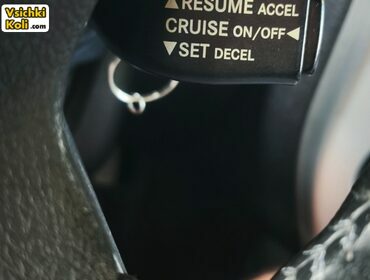 Vsichki
Koli.com
▲RESUME ACCEL
CRUISE ON/OFF◄
▼SET DECEL